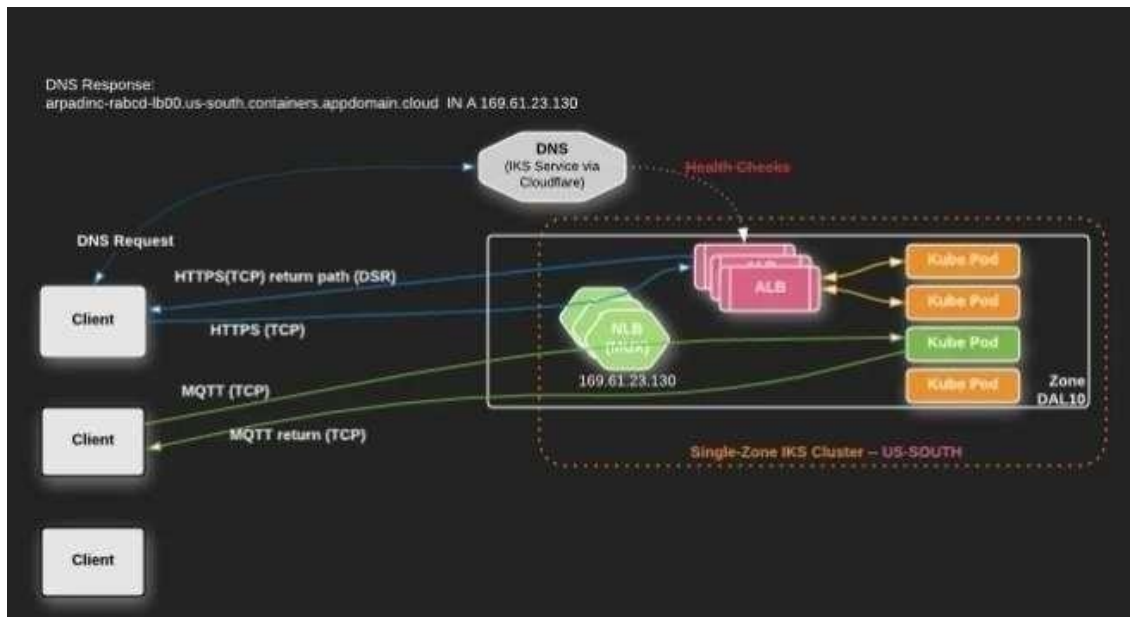 DNS Response:
arpadinc-rabcd-lb00.us-south.containers.appdomain.cloud IN A 169.61.23.130
DNS
(IKS Service via
Cloudflare)
Health Checks
DNS Request
HTTPS(TCP) return path (DSR)
ALB
ALB
Kube Pod
Client
HTTPS (TCP)
NLB
(MUX)
Kube Pod
Kube Pod
169.61.23.130
MQTT (TCP)
Kube Pod
Zone
DAL10
Client
MQTT return (TCP)
Single-Zone IKS Cluster – US-SOUTH
Client